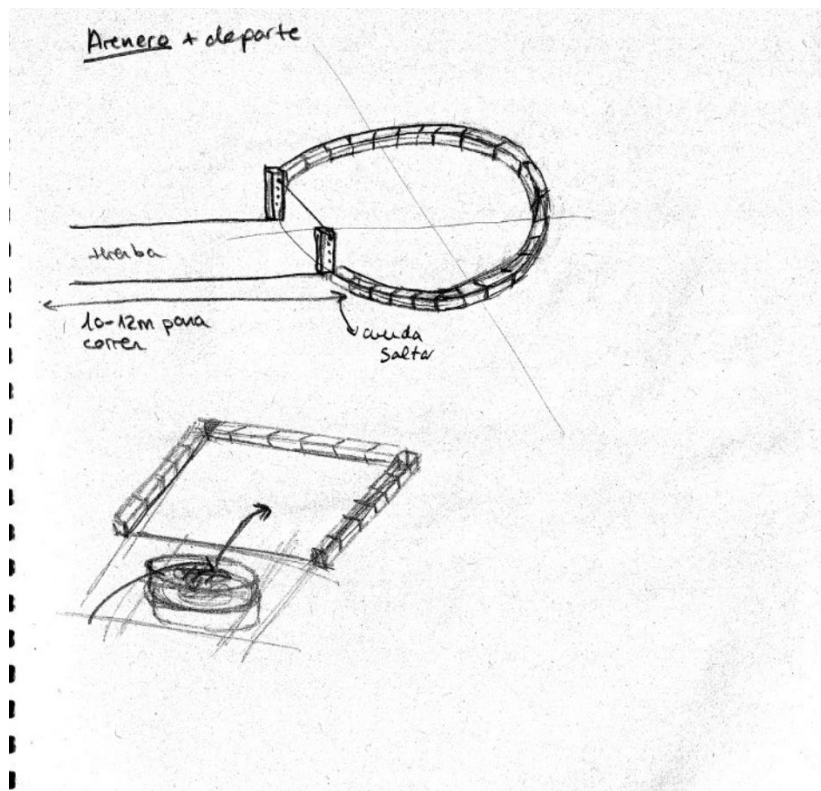 Arenero + deporte
hierba
10-12m para
correr
cuerda
saltar